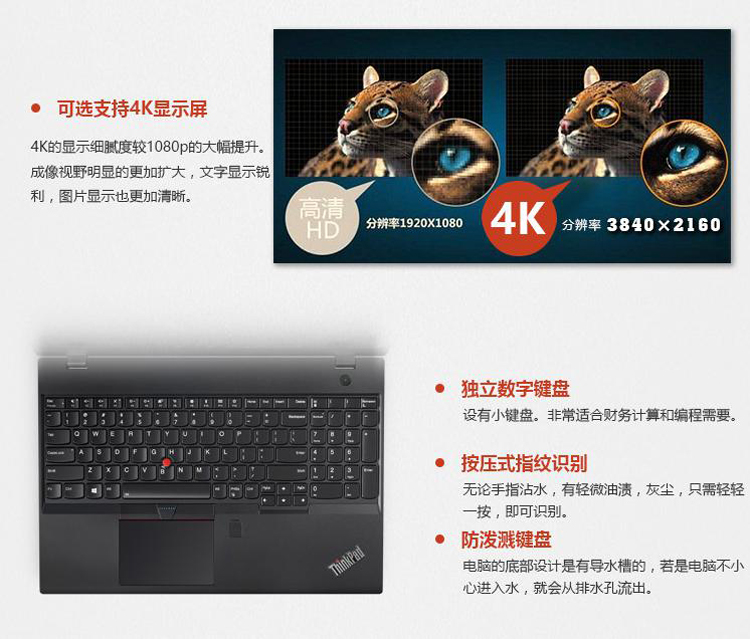 可选支持4K显示屏
4K的显示细腻度较1080p的大幅提升。
成像视野明显的更加扩大，文字显示锐
利，图片显示也更加清晰。
高清
HD
分辨率1920X1080
4K
分辨率 3840×2160
独立数字键盘
设有小键盘。非常适合财务计算和编程需要。
按压式指纹识别
无论手指沾水，有轻微油渍，灰尘，只需轻轻
一按，即可识别。
防泼溅键盘
电脑的底部设计是有导水槽的，若是电脑不小
心进入水，就会从排水孔流出。
Q W E R T Y U I O P
A S D F G H J K L
Z X C V B N M
ThinkPad